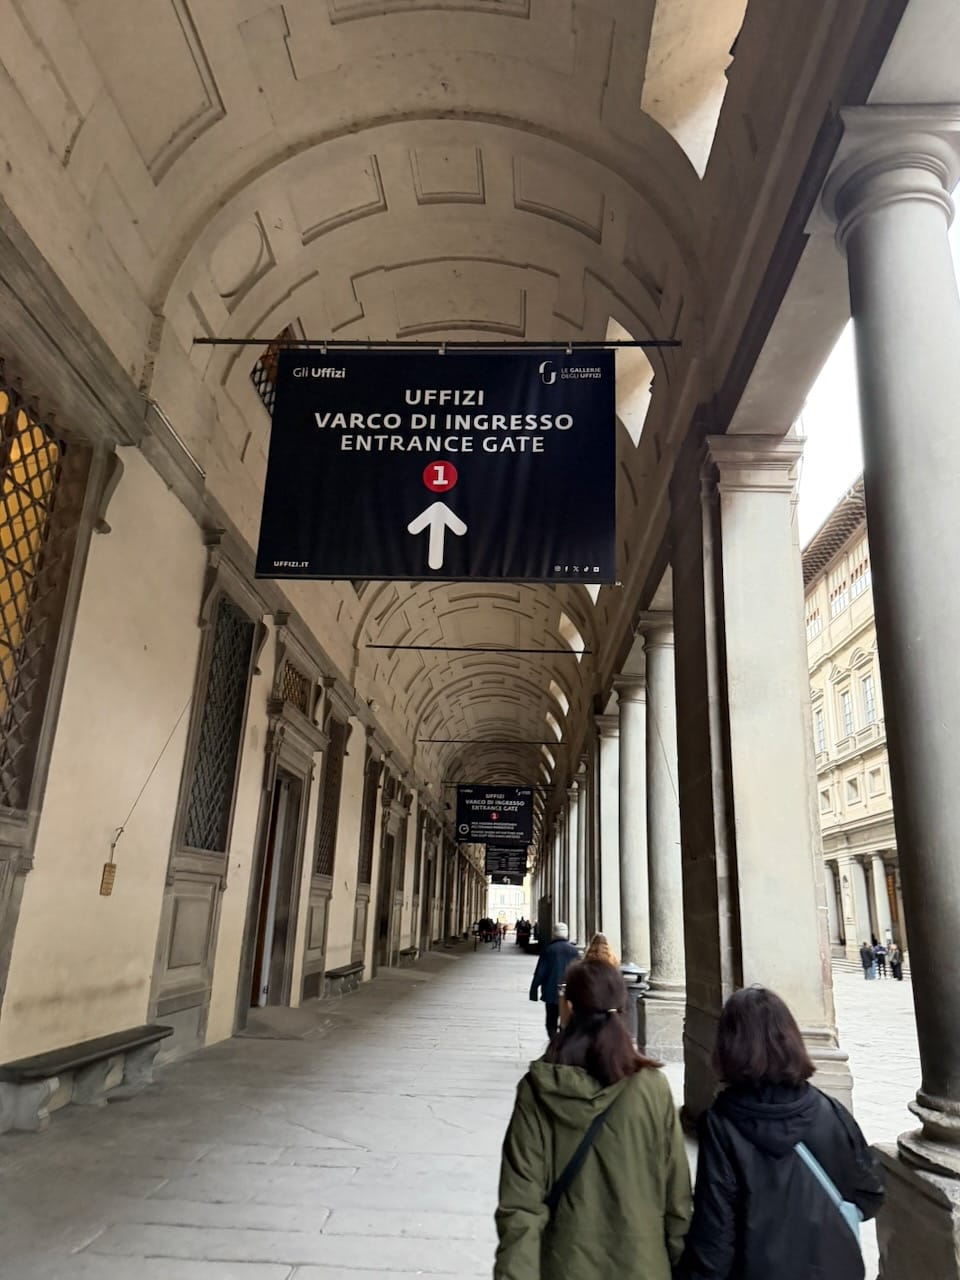 Gli Uffizi
LE GALLERIE
DEGLI UFFIZI
UFFIZI
VARCO DI INGRESSO
ENTRANCE GATE
1
UFFIZI.IT
UFFIZI
VARCO DI INGRESSO
ENTRANCE GATE
1